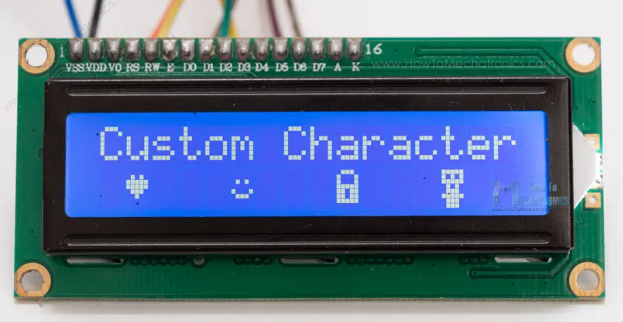 1 16
VSS VDD VO RS RW E D0 D1 D2 D3 D4 D5 D6 D7 A K
www.HowToMechatronics.com
Custom Character